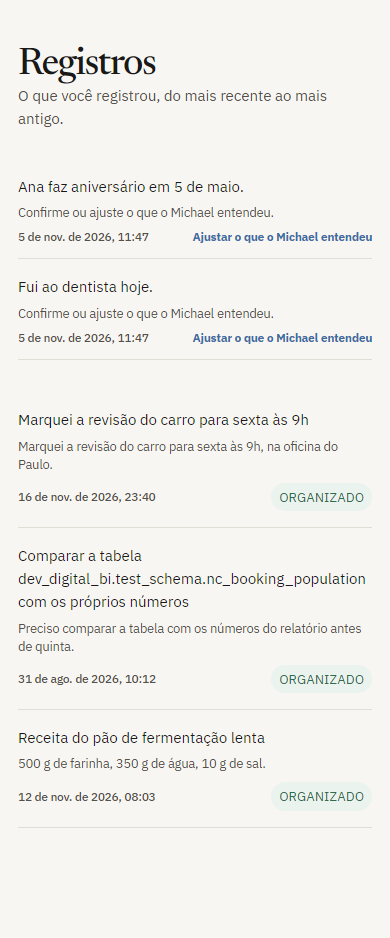 Registros
O que você registrou, do mais recente ao mais
antigo.
Ana faz aniversário em 5 de maio.
Confirme ou ajuste o que o Michael entendeu.
5 de nov. de 2026, 11:47 Ajustar o que o Michael entendeu
Fui ao dentista hoje.
Confirme ou ajuste o que o Michael entendeu.
5 de nov. de 2026, 11:47 Ajustar o que o Michael entendeu
Marquei a revisão do carro para sexta às 9h
Marquei a revisão do carro para sexta às 9h, na oficina do
Paulo.
16 de nov. de 2026, 23:40 ORGANIZADO
Comparar a tabela
dev_digital_bi.test_schema.nc_booking_population
com os próprios números
Preciso comparar a tabela com os números do relatório antes
de quinta.
31 de ago. de 2026, 10:12 ORGANIZADO
Receita do pão de fermentação lenta
500 g de farinha, 350 g de água, 10 g de sal.
12 de nov. de 2026, 08:03 ORGANIZADO